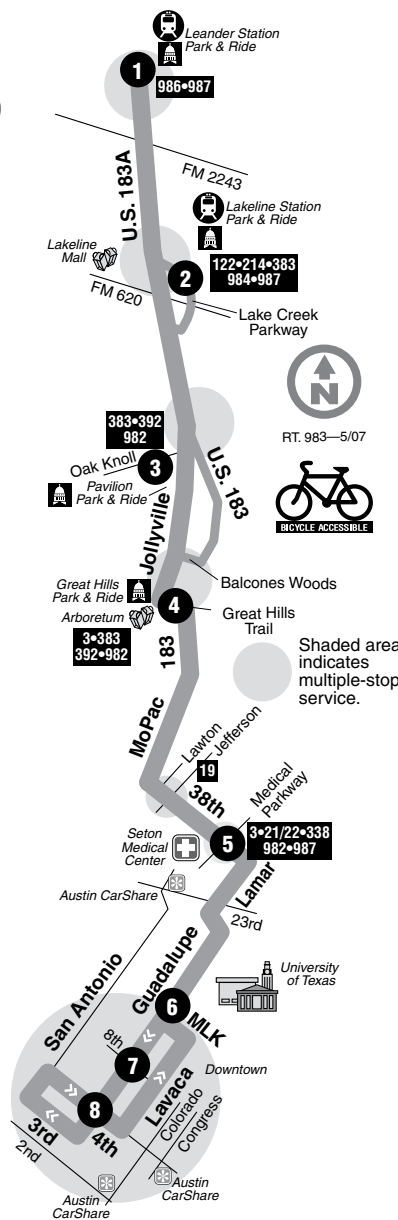 Leander Station
Park & Ride
1
986•987
FM 2243
U.S. 183A
Lakeline Station
Park & Ride
Lakeline
Mall
2
122•214•383
984•987
FM 620
Lake Creek
Parkway
N
RT. 983—5/07
383•392
982
Oak Knoll
3
U.S. 183
Pavilion
Park & Ride
BICYCLE ACCESSIBLE
Jollyville
Balcones Woods
Great Hills
Park & Ride
4
Arboretum
Great Hills
Trail
3•383
392•982
183
Shaded area
indicates
multiple-stop
service.
MoPac
Lawton
Jefferson
19
38th
Medical
Parkway
Seton
Medical
Center
5
3•21/22•338
982•987
Austin CarShare
Lamar
23rd
Guadalupe
San Antonio
University
of Texas
6
MLK
8th
7
Downtown
Lavaca
8
Colorado
Congress
3rd
4th
2nd
Austin
CarShare
Austin
CarShare